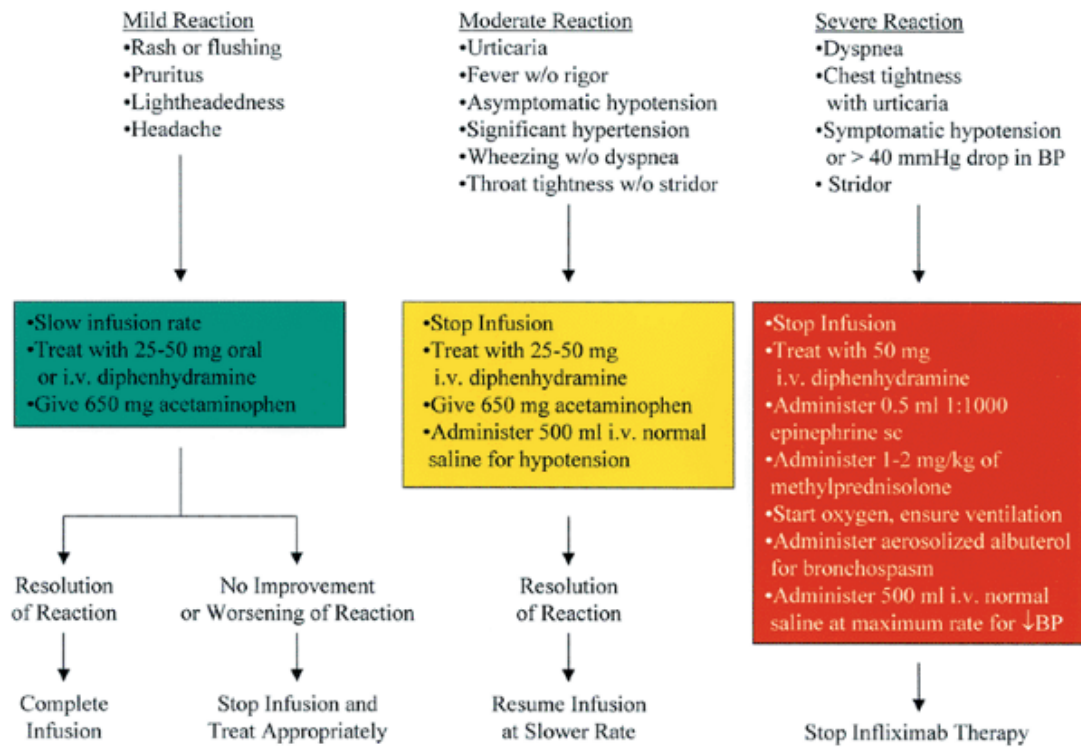 Mild Reaction
•Rash or flushing
•Pruritus
•Lightheadedness
•Headache
Moderate Reaction
•Urticaria
•Fever w/o rigor
•Asymptomatic hypotension
•Significant hypertension
•Wheezing w/o dyspnea
•Throat tightness w/o stridor
Severe Reaction
•Dyspnea
•Chest tightness
with urticaria
•Symptomatic hypotension
or > 40 mmHg drop in BP
• Stridor
•Slow infusion rate
•Treat with 25-50 mg oral
or i.v. diphenhydramine
•Give 650 mg acetaminophen
•Stop Infusion
•Treat with 25-50 mg
i.v. diphenhydramine
•Give 650 mg acetaminophen
•Administer 500 ml i.v. normal
saline for hypotension
•Stop Infusion
•Treat with 50 mg
i.v. diphenhydramine
•Administer 0.5 ml 1:1000
epinephrine sc
•Administer 1-2 mg/kg of
methylprednisolone
•Start oxygen, ensure ventilation
•Administer aerosolized albuterol
for bronchospasm
•Administer 500 ml i.v. normal
saline at maximum rate for ↓BP
Resolution
of Reaction
No Improvement
or Worsening of Reaction
Resolution
of Reaction
Complete
Infusion
Stop Infusion and
Treat Appropriately
Resume Infusion
at Slower Rate
Stop Infliximab Therapy